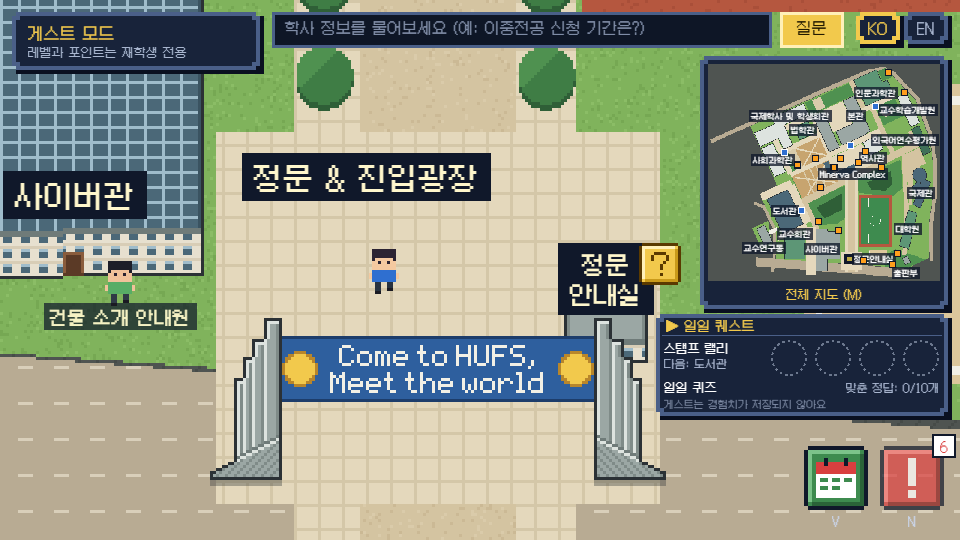 게스트 모드
레벨과 포인트는 재학생 전용
학사 정보를 물어보세요 (예: 이중전공 신청 기간은?)
질문
KO
EN
인문과학관
교수학습개발원
국제학사 및 학생회관
본관
법학관
외국어연수평가원
사회과학관
역사관
Minerva Complex
국제관
도서관
대학원
교수회관
교수연구동
사이버관
정문안내실
출판부
전체 지도 (M)
정문 & 진입광장
사이버관
정문
안내실
?
건물 소개 안내원
Come to HUFS,
Meet the world
▶ 일일 퀘스트
스탬프 랠리
다음: 도서관
일일 퀴즈
맞춘 정답: 0/10개
게스트는 경험치가 저장되지 않아요
6
!
V
N